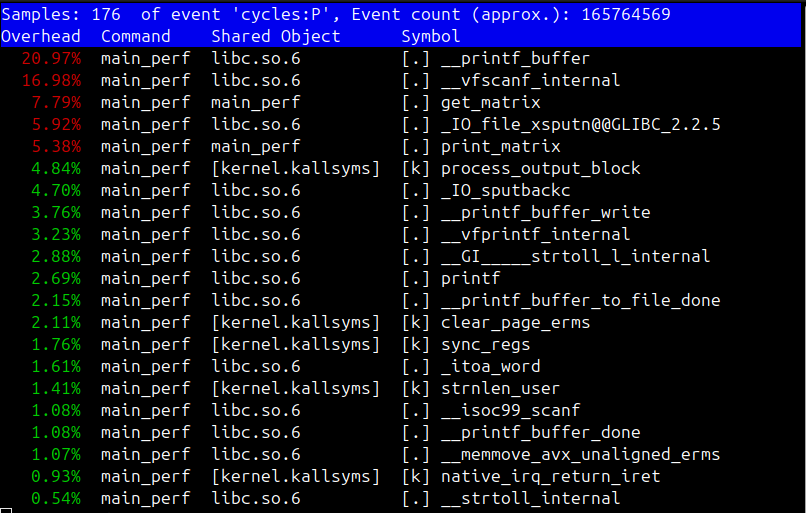 Samples: 176  of event 'cycles:P', Event count (approx.): 165764569
Overhead  Command    Shared Object      Symbol
20.97%  main_perf  libc.so.6          [.] __printf_buffer
16.98%  main_perf  libc.so.6          [.] __vfscanf_internal
7.79%  main_perf  main_perf          [.] get_matrix
5.92%  main_perf  libc.so.6          [.] _IO_file_xsputn@@GLIBC_2.2.5
5.38%  main_perf  main_perf          [.] print_matrix
4.84%  main_perf  [kernel.kallsyms]  [k] process_output_block
4.70%  main_perf  libc.so.6          [.] _IO_sputbackc
3.76%  main_perf  libc.so.6          [.] __printf_buffer_write
3.23%  main_perf  libc.so.6          [.] __vfprintf_internal
2.88%  main_perf  libc.so.6          [.] __GI_____strtoll_l_internal
2.69%  main_perf  libc.so.6          [.] printf
2.15%  main_perf  libc.so.6          [.] __printf_buffer_to_file_done
2.11%  main_perf  [kernel.kallsyms]  [k] clear_page_erms
1.76%  main_perf  [kernel.kallsyms]  [k] sync_regs
1.61%  main_perf  libc.so.6          [.] _itoa_word
1.41%  main_perf  [kernel.kallsyms]  [k] strnlen_user
1.08%  main_perf  libc.so.6          [.] __isoc99_scanf
1.08%  main_perf  libc.so.6          [.] __printf_buffer_done
1.07%  main_perf  libc.so.6          [.] __memmove_avx_unaligned_erms
0.93%  main_perf  [kernel.kallsyms]  [k] native_irq_return_iret
0.54%  main_perf  libc.so.6          [.] __strtoll_internal